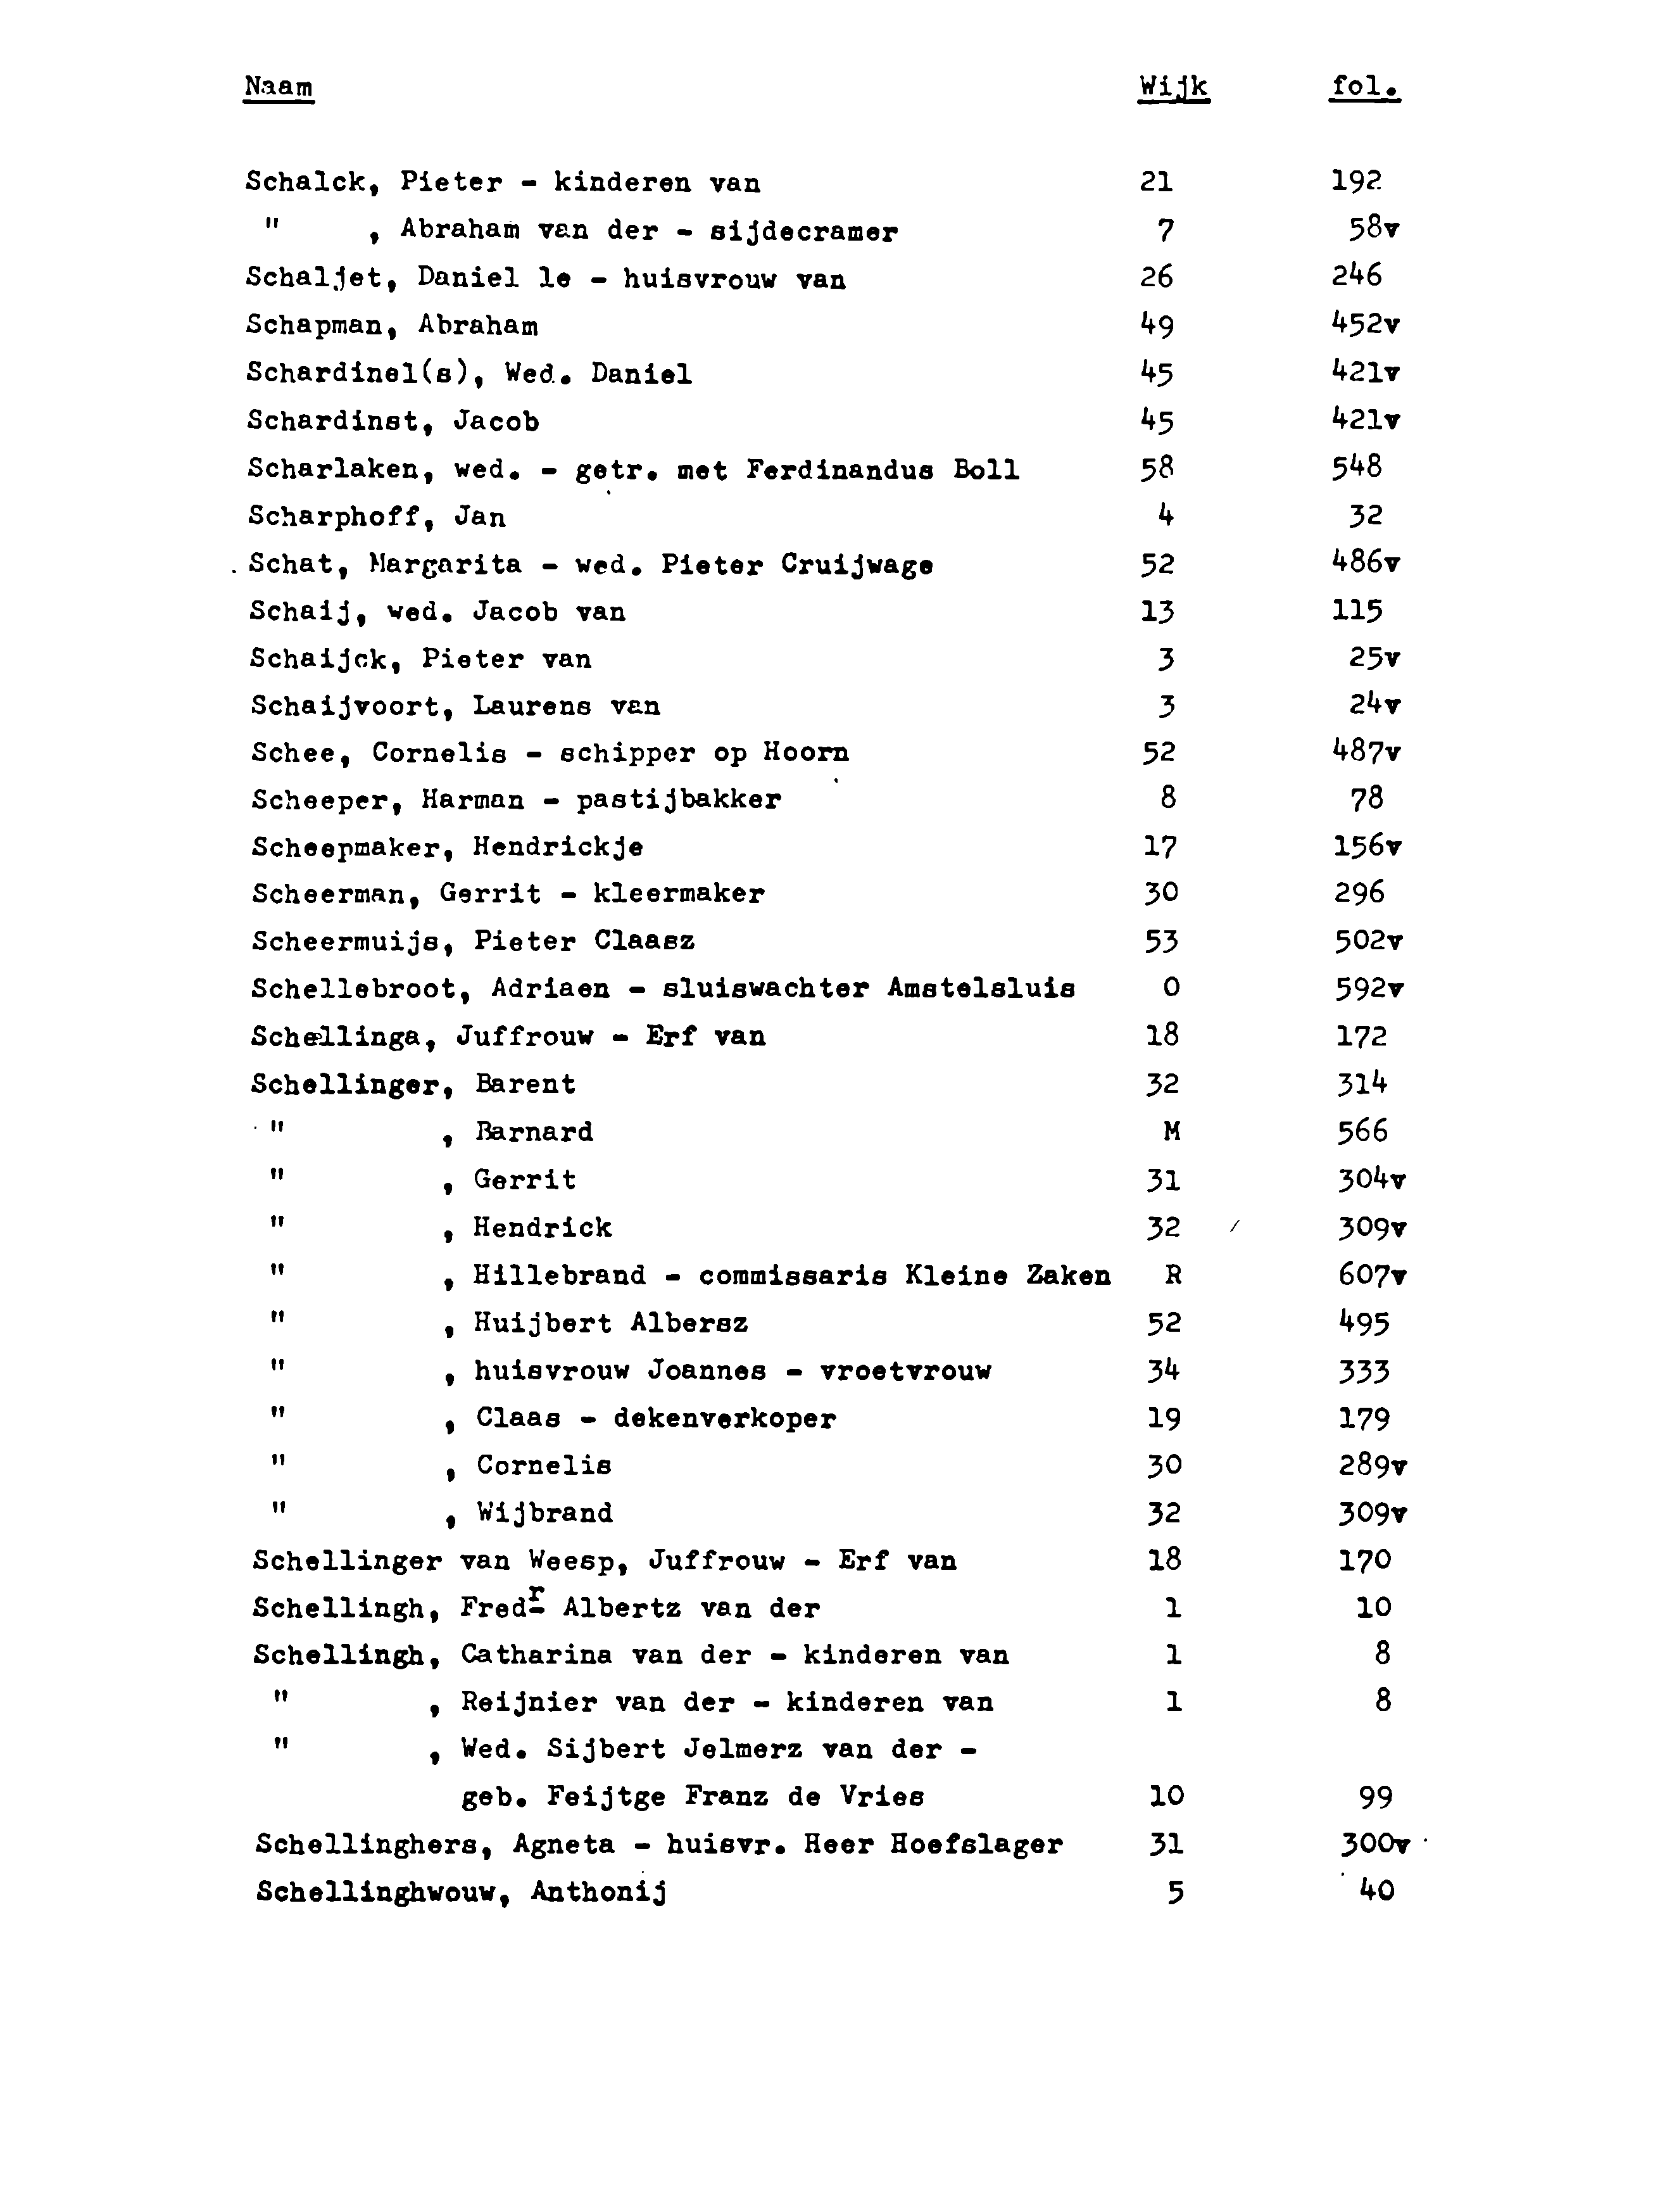 Naam Wijk fol.
Schalck, Pieter - kinderen van 21 192
" , Abraham van der - sijdecramer 7 58v
Schaljet, Daniel le - huisvrouw van 26 246
Schapman, Abraham 49 452v
Schardinel(s), Wed. Daniel 45 421v
Schardinst, Jacob 45 421v
Scharlaken, wed. - getr. met Ferdinandus Boll 58 548
Scharphoff, Jan 4 32
Schat, Margarita - wed. Pieter Cruijwage 52 486v
Schaij, wed. Jacob van 13 115
Schaijck, Pieter van 3 25v
Schaijvoort, Laurens van 3 24v
Schee, Cornelis - schipper op Hoorn 52 487v
Scheeper, Harman - pastijbakker 8 78
Scheepmaker, Hendrickje 17 156v
Scheerman, Gerrit - kleermaker 30 296
Scheermuijs, Pieter Claasz 53 502v
Schellebroot, Adriaen - sluiswachter Amstelsluis O 592v
Schellinga, Juffrouw - Erf van 18 172
Schellinger, Barent 32 314
" , Barnard M 566
" , Gerrit 31 304v
" , Hendrick 32 309v
" , Hillebrand - commissaris Kleine Zaken R 607v
" , Huijbert Albersz 52 495
" , huisvrouw Joannes - vroetvrouw 34 333
" , Claas - dekenverkoper 19 179
" , Cornelis 30 289v
" , Wijbrand 32 309v
Schellinger van Weesp, Juffrouw - Erf van 18 170
Schellingh, Fredr Albertz van der 1 10
Schellingh, Catharina van der - kinderen van 1 8
" , Reijnier van der - kinderen van 1 8
" , Wed. Sijbert Jelmerz van der -
geb. Feijtge Franz de Vries 10 99
Schellinghers, Agneta - huisvr. Heer Hoefslager 31 300v
Schellinghwouw, Anthonij 5 40